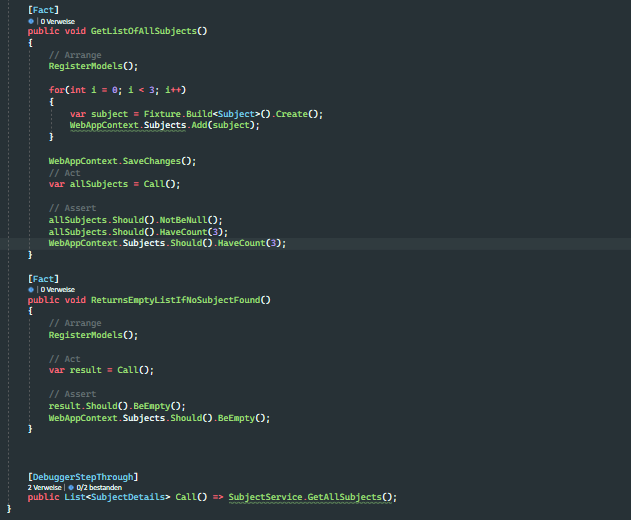 [Fact]
0 Verweise
public void GetListOfAllSubjects()
{
// Arrange
RegisterModels();
for(int i = 0; i < 3; i++)
{
var subject = Fixture.Build<Subject>().Create();
WebAppContext.Subjects.Add(subject);
}
WebAppContext.SaveChanges();
// Act
var allSubjects = Call();
// Assert
allSubjects.Should().NotBeNull();
allSubjects.Should().HaveCount(3);
WebAppContext.Subjects.Should().HaveCount(3);
}
[Fact]
0 Verweise
public void ReturnsEmptyListIfNoSubjectFound()
{
// Arrange
RegisterModels();
// Act
var result = Call();
// Assert
result.Should().BeEmpty();
WebAppContext.Subjects.Should().BeEmpty();
}
[DebuggerStepThrough]
2 Verweise | 0/2 bestanden
public List<SubjectDetails> Call() => SubjectService.GetAllSubjects();
}